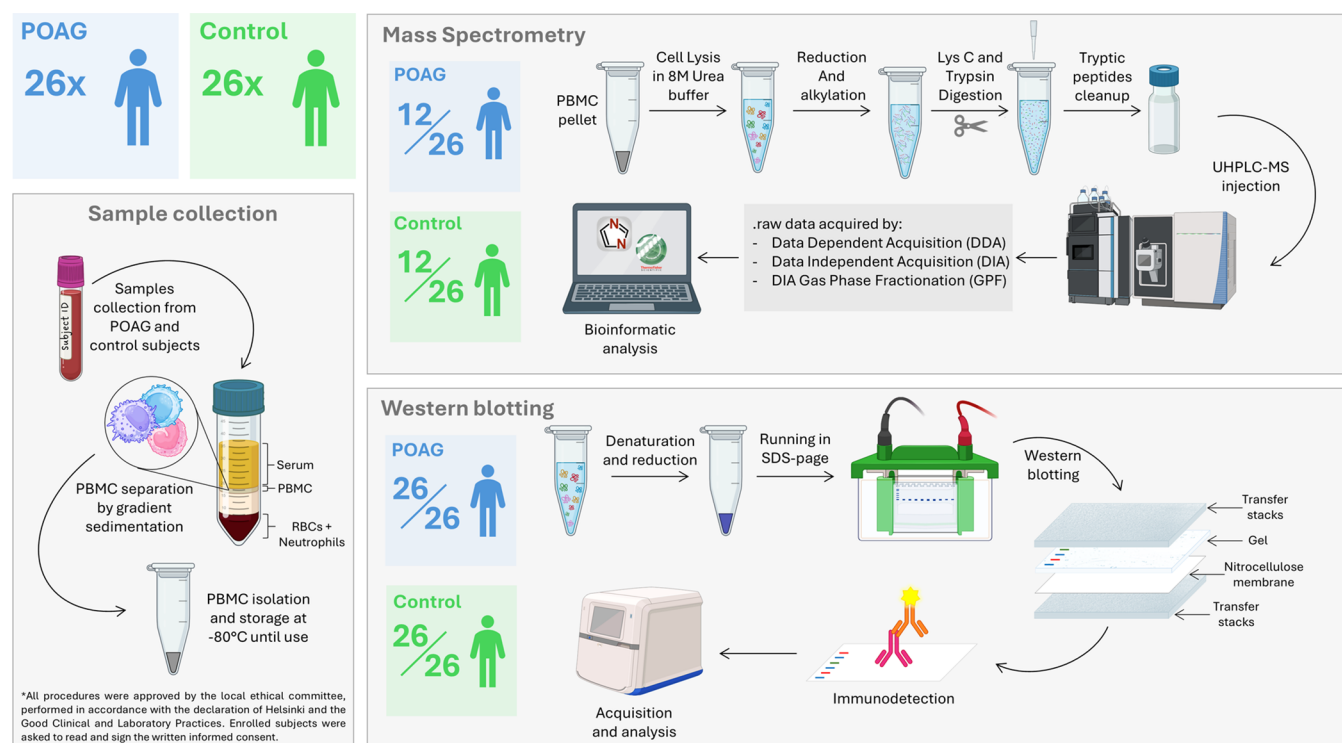 POAG
26x
Control
26x
Sample collection
Subject ID
Samples
collection from
POAG and
control subjects
Serum
PBMC
RBCs +
Neutrophils
PBMC separation
by gradient
sedimentation
PBMC isolation
and storage at
-80°C until use
*All procedures were approved by the local ethical committee,
performed in accordance with the declaration of Helsinki and the
Good Clinical and Laboratory Practices. Enrolled subjects were
asked to read and sign the written informed consent.
Mass Spectrometry
POAG
12/26
Control
12/26
PBMC
pellet
Cell Lysis
in 8M Urea
buffer
Reduction
And
alkylation
Lys C and
Trypsin
Digestion
Tryptic
peptides
cleanup
UHPLC-MS
injection
.raw data acquired by:
- Data Dependent Acquisition (DDA)
- Data Independent Acquisition (DIA)
- DIA Gas Phase Fractionation (GPF)
N
N
Bioinformatic
analysis
Western blotting
POAG
26/26
Control
26/26
Denaturation
and reduction
Running in
SDS-page
Western
blotting
Transfer
stacks
Gel
Nitrocellulose
membrane
Transfer
stacks
Immunodetection
Acquisition
and analysis